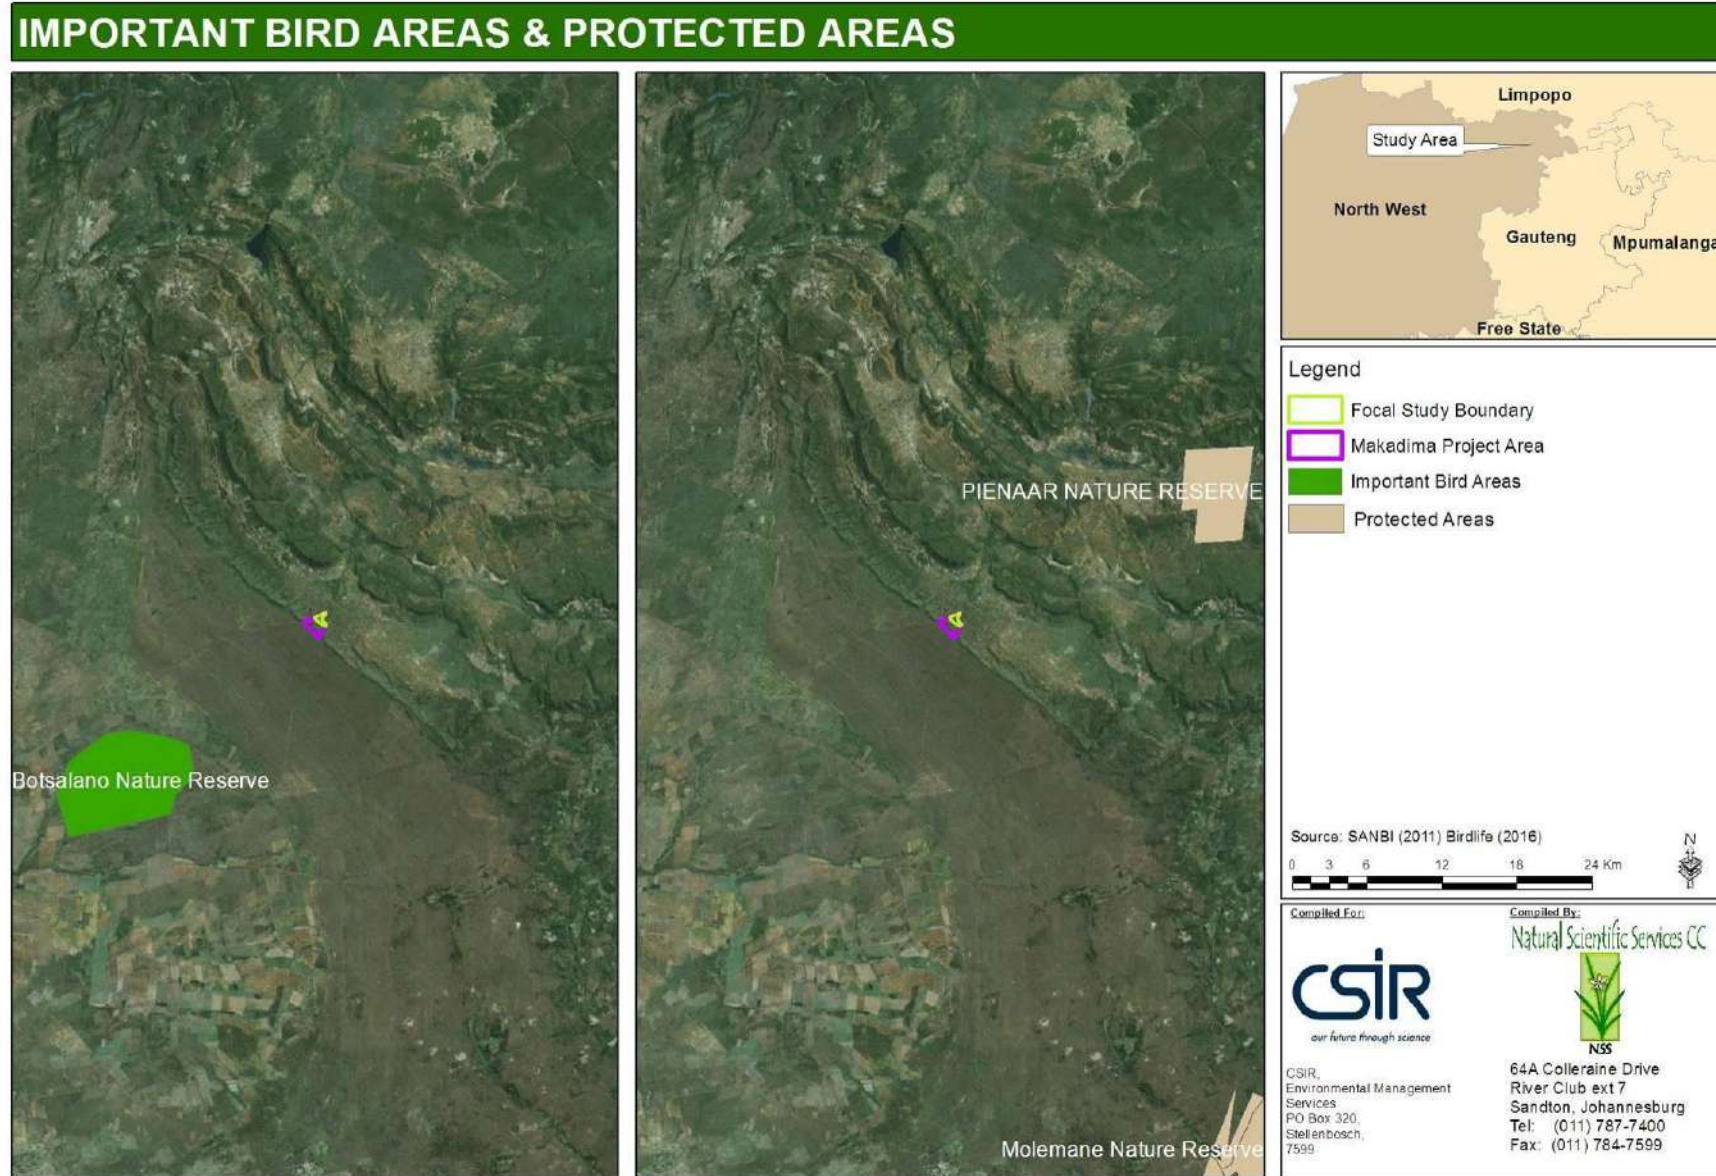 IMPORTANT BIRD AREAS & PROTECTED AREAS
Botsalano Nature Reserve
PIENAAR NATURE RESERVE
Molemane Nature Reserve
Limpopo
Study Area
North West
Gauteng
Mpumalanga
Free State
Legend
Focal Study Boundary
Makadima Project Area
Important Bird Areas
Protected Areas
Source: SANBI (2011) Birdlife (2016)
N
0 3 6 12 18 24 Km
Compiled For:
CSIR
our future through science
CSIR,
Environmental Management
Services
PO Box 320,
Stellenbosch,
7599
Compiled By:
Natural Scientific Services CC
NSS
64A Colleraine Drive
River Club ext 7
Sandton, Johannesburg
Tel: (011) 787-7400
Fax: (011) 784-7599